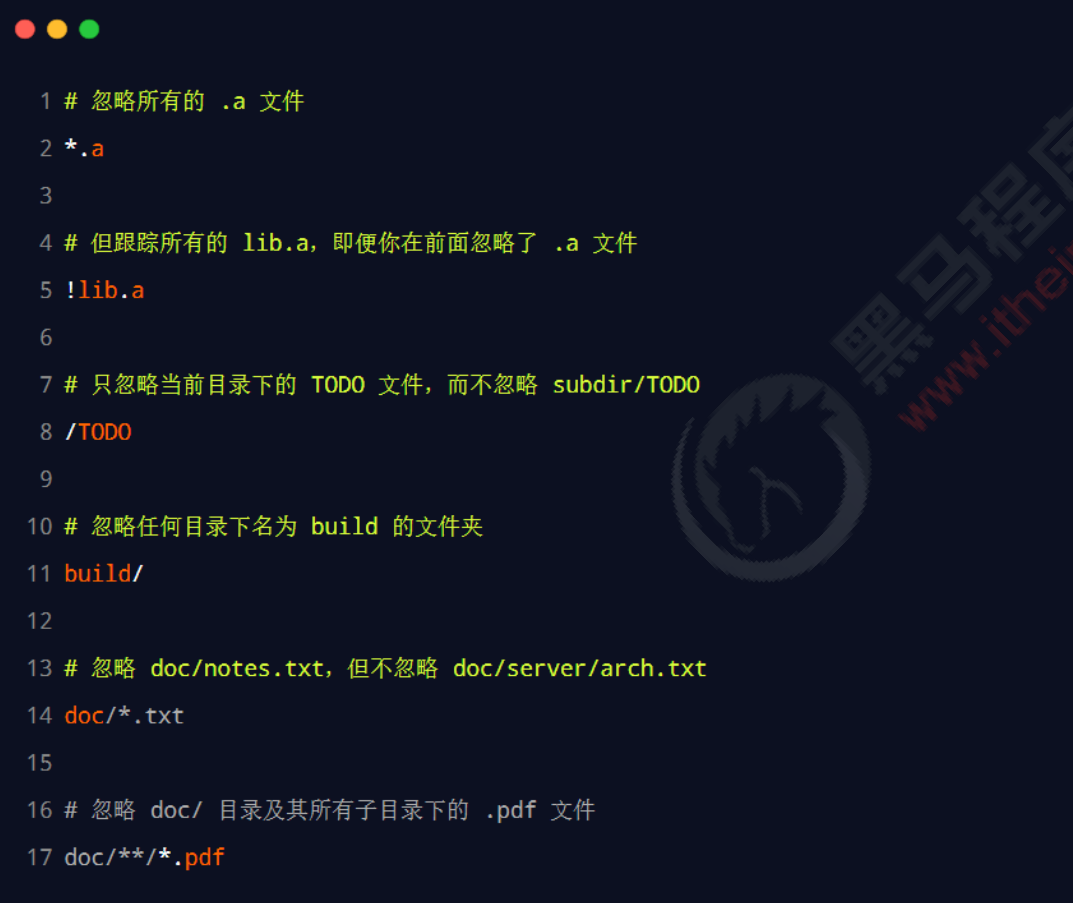 1 # 忽略所有的 .a 文件
2 *.a
3
4 # 但跟踪所有的 lib.a，即便你在前面忽略了 .a 文件
5 !lib.a
6
7 # 只忽略当前目录下的 TODO 文件，而不忽略 subdir/TODO
8 /TODO
9
10 # 忽略任何目录下名为 build 的文件夹
11 build/
12
13 # 忽略 doc/notes.txt，但不忽略 doc/server/arch.txt
14 doc/*.txt
15
16 # 忽略 doc/ 目录及其所有子目录下的 .pdf 文件
17 doc/**/*.pdf
黑马程
www.ithei